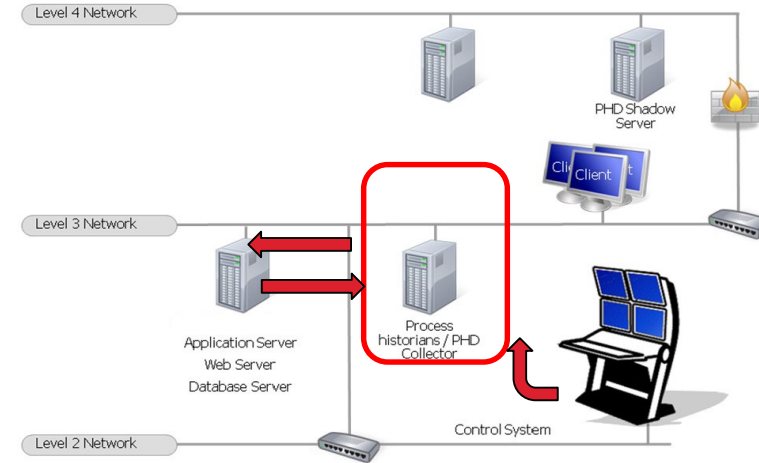 Level 4 Network
PHD Shadow
Server
Client
Level 3 Network
Process
historians / PHD
Collector
Application Server
Web Server
Database Server
Control System
Level 2 Network